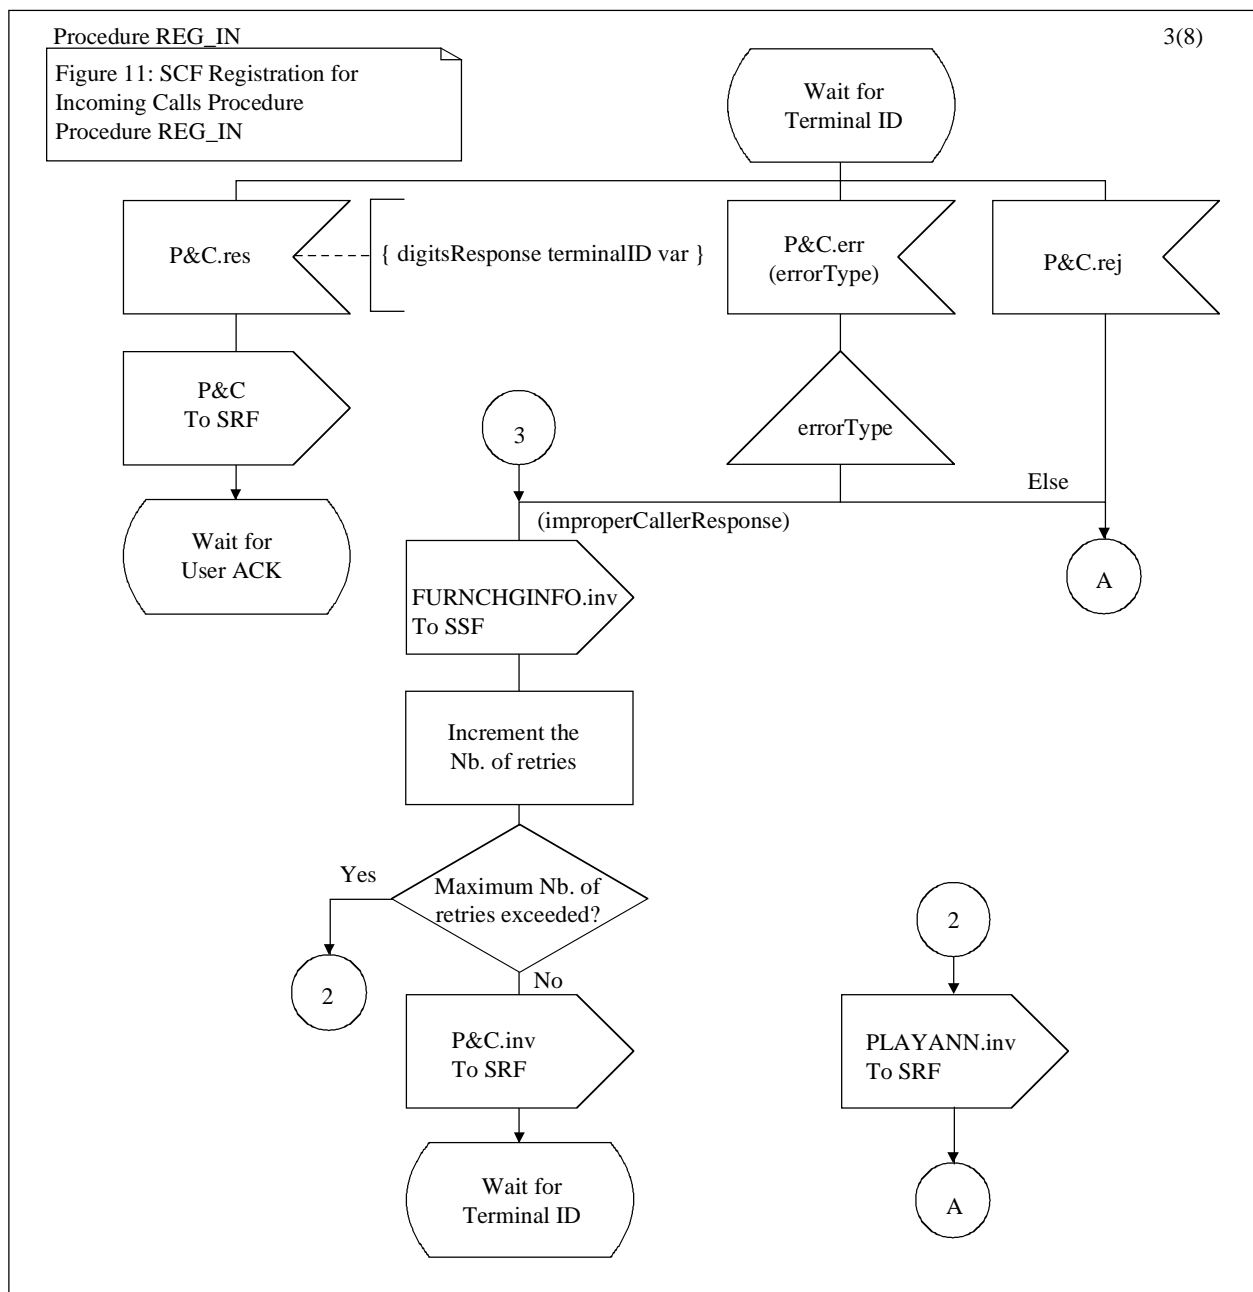 Procedure REG_IN
3(8)
Figure 11: SCF Registration for
Incoming Calls Procedure
Procedure REG_IN
Wait for
Terminal ID
P&C.res
{ digitsResponse terminalID var }
P&C.err
(errorType)
P&C.rej
P&C
To SRF
3
errorType
Else
(improperCallerResponse)
Wait for
User ACK
A
FURNCHGINFO.inv
To SSF
Increment the
Nb. of retries
Yes
Maximum Nb. of
retries exceeded?
2
2
No
P&C.inv
To SRF
PLAYANN.inv
To SRF
Wait for
Terminal ID
A